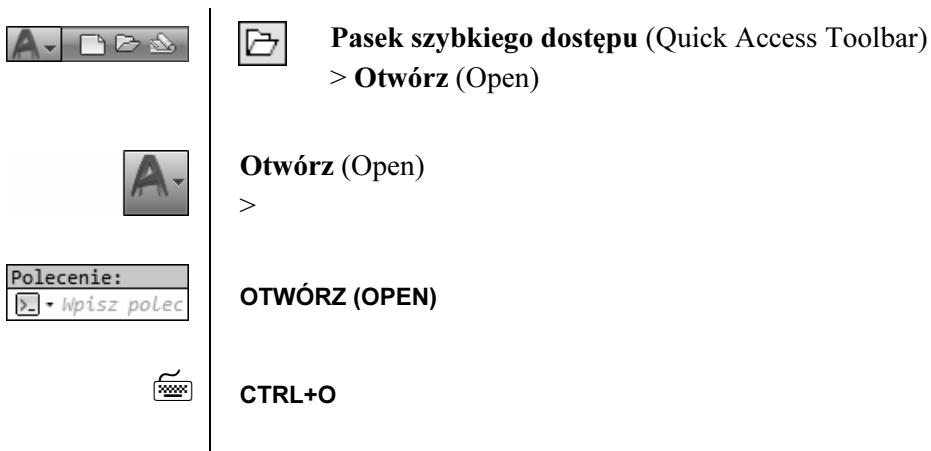 Pasek szybkiego dostępu (Quick Access Toolbar)
> Otwórz (Open)
Otwórz (Open)
>
Polecenie:
Wpisz polec
OTWÓRZ (OPEN)
CTRL+O